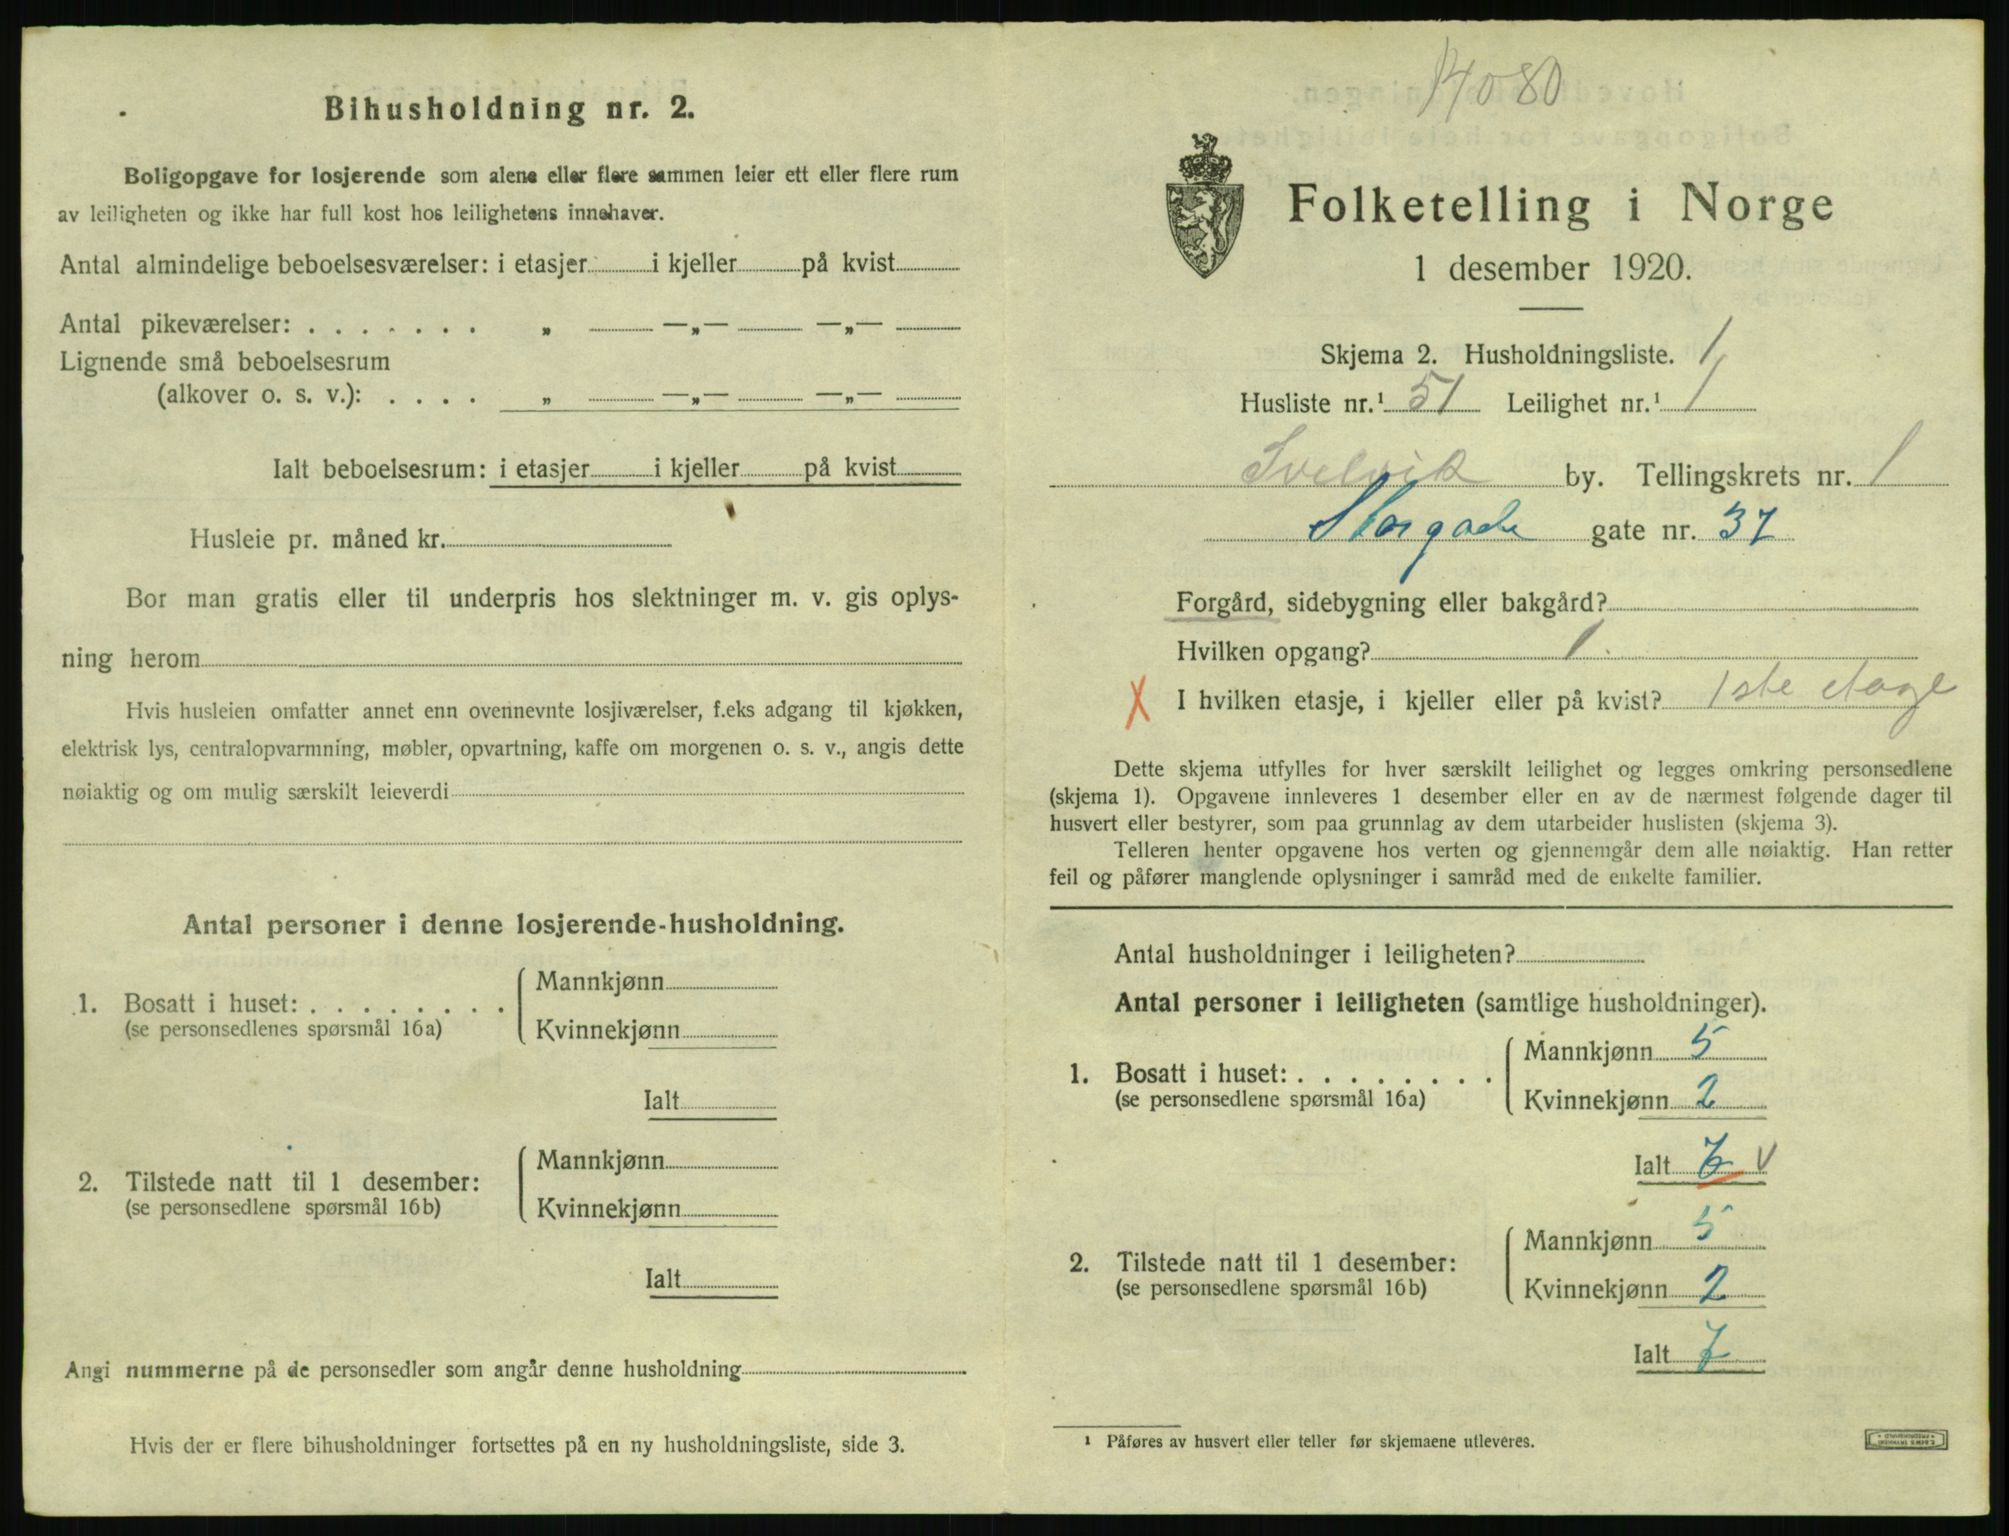 Bihusholdning nr. 2.
Boligopgave for losjerende som alene eller flere sammen leier ett eller flere rum
av leiligheten og ikke har full kost hos leilighetens innehaver.
Antal almindelige beboelsesværelser: i etasjer i kjeller på kvist
Antal pikeværelser: . . . . . . . „ —„— —„—
Lignende små beboelsesrum
(alkover o. s. v.): . . . . „ —„— —„—
Ialt beboelsesrum: i etasjer i kjeller på kvist
Husleie pr. måned kr.
Bor man gratis eller til underpris hos slektninger m. v. gis oplys-
ning herom
Hvis husleien omfatter annet enn ovennevnte losjiværelser, f.eks adgang til kjøkken,
elektrisk lys, centralopvarmning, møbler, opvartning, kaffe om morgenen o. s. v., angis dette
nøiaktig og om mulig særskilt leieverdi
Antal personer i denne losjerende-husholdning.
1. Bosatt i huset: . . . . . . . .
(se personsedlenes spørsmål 16a)
Mannkjønn
Kvinnekjønn
Ialt
2. Tilstede natt til 1 desember:
(se personsedlene spørsmål 16b)
Mannkjønn
Kvinnekjønn
Ialt
Angi nummerne på de personsedler som angår denne husholdning
Hvis der er flere bihusholdninger fortsettes på en ny husholdningsliste, side 3.
14080
Folketelling i Norge
1 desember 1920.
Skjema 2. Husholdningsliste. 1
Husliste nr.¹ 51 Leilighet nr.¹ 1
Svelvik by. Tellingskrets nr. 1
Storgade gate nr. 37
Forgård, sidebygning eller bakgård?
Hvilken opgang? 1.
X I hvilken etasje, i kjeller eller på kvist? 1ste etage
Dette skjema utfylles for hver særskilt leilighet og legges omkring personsedlene
(skjema 1). Opgavene innleveres 1 desember eller en av de nærmest følgende dager til
husvert eller bestyrer, som paa grunnlag av dem utarbeider huslisten (skjema 3).
Telleren henter opgavene hos verten og gjennemgår dem alle nøiaktig. Han retter
feil og påfører manglende oplysninger i samråd med de enkelte familier.
Antal husholdninger i leiligheten?
Antal personer i leiligheten (samtlige husholdninger).
1. Bosatt i huset: . . . . . . . .
(se personsedlene spørsmål 16a)
Mannkjønn 5
Kvinnekjønn 2
Ialt 7 v
2. Tilstede natt til 1 desember:
(se personsedlene spørsmål 16b)
Mannkjønn 5
Kvinnekjønn 2
Ialt 7
¹ Påføres av husvert eller teller før skjemaene utleveres.